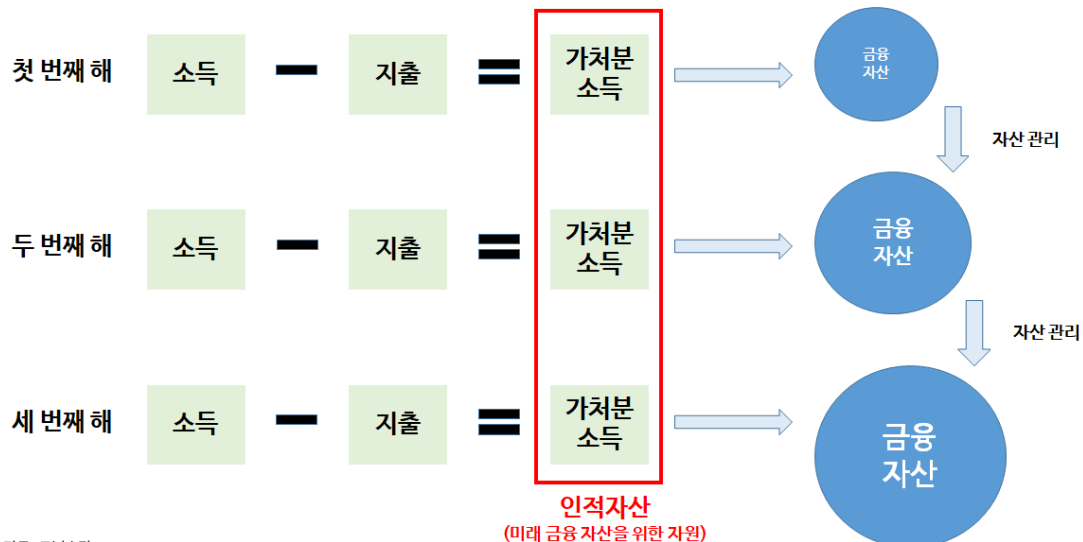 첫 번째 해
소득
지출
가처분
소득
금융
자산
자산 관리
두 번째 해
소득
지출
가처분
소득
금융
자산
자산 관리
세 번째 해
소득
지출
가처분
소득
금융
자산
인적자산
(미래 금융 자산을 위한 자원)